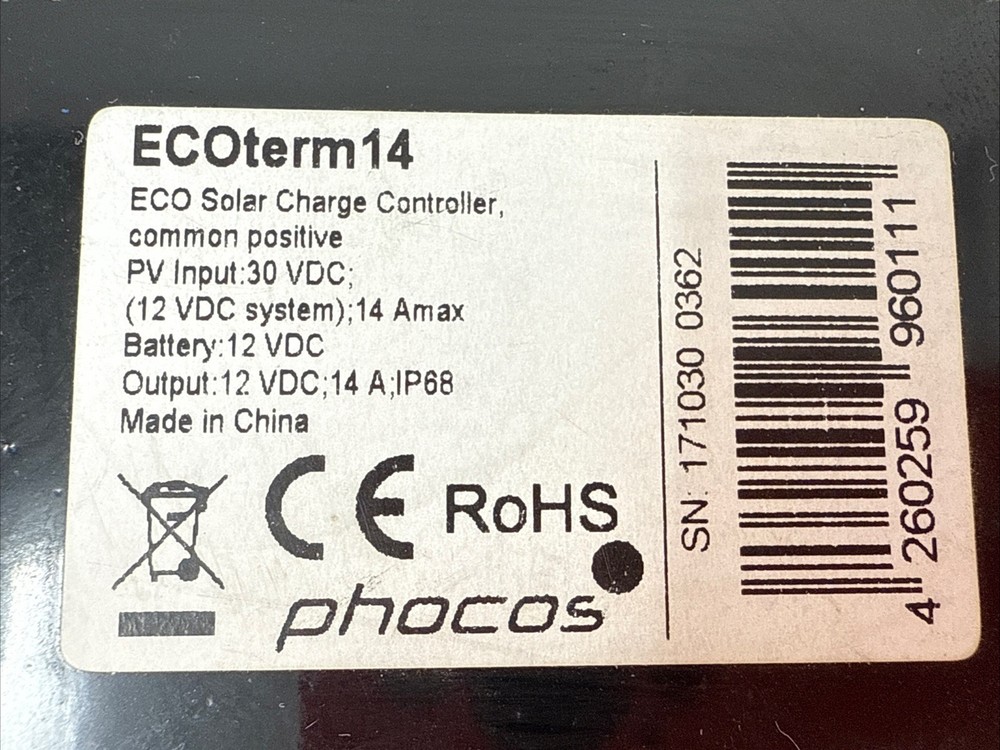 ECOterm14
ECO Solar Charge Controller,
common positive
PV Input:30 VDC;
(12 VDC system);14 Amax
Battery:12 VDC
Output:12 VDC;14 A;IP68
Made in China
CE RoHS
phocos
SN: 171030 0362
4 260259 960111